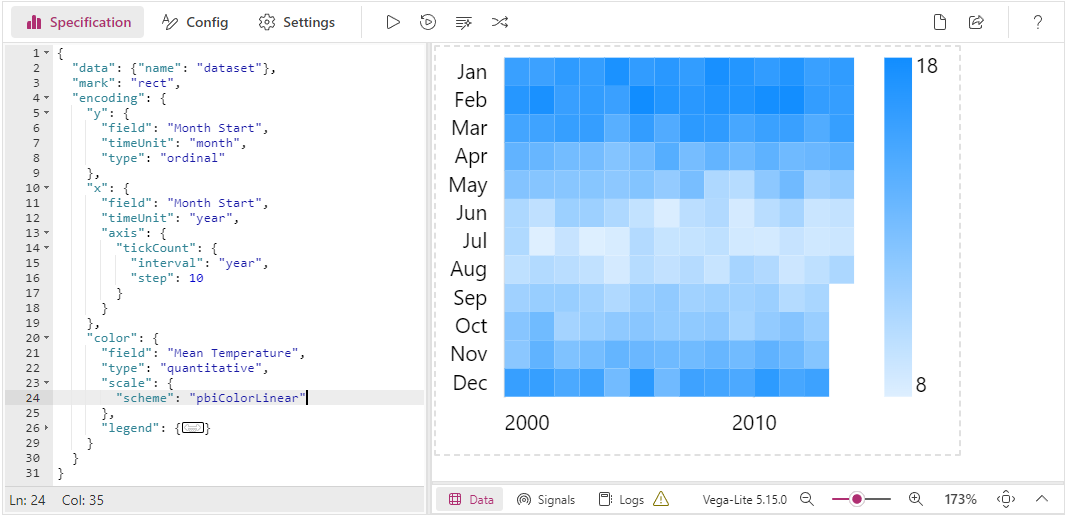 Specification Config Settings ?
1 {
2 "data": {"name": "dataset"},
3 "mark": "rect",
4 "encoding": {
5 "y": {
6 "field": "Month Start",
7 "timeUnit": "month",
8 "type": "ordinal"
9 },
10 "x": {
11 "field": "Month Start",
12 "timeUnit": "year",
13 "axis": {
14 "tickCount": {
15 "interval": "year",
16 "step": 10
17 }
18 }
19 },
20 "color": {
21 "field": "Mean Temperature",
22 "type": "quantitative",
23 "scale": {
24 "scheme": "pbiColorLinear"
25 },
26 "legend": {}
29 }
30 }
31 }
Ln: 24 Col: 35
Jan
Feb
Mar
Apr
May
Jun
Jul
Aug
Sep
Oct
Nov
Dec
2000 2010
18
8
Data Signals Logs Vega-Lite 5.15.0 173%